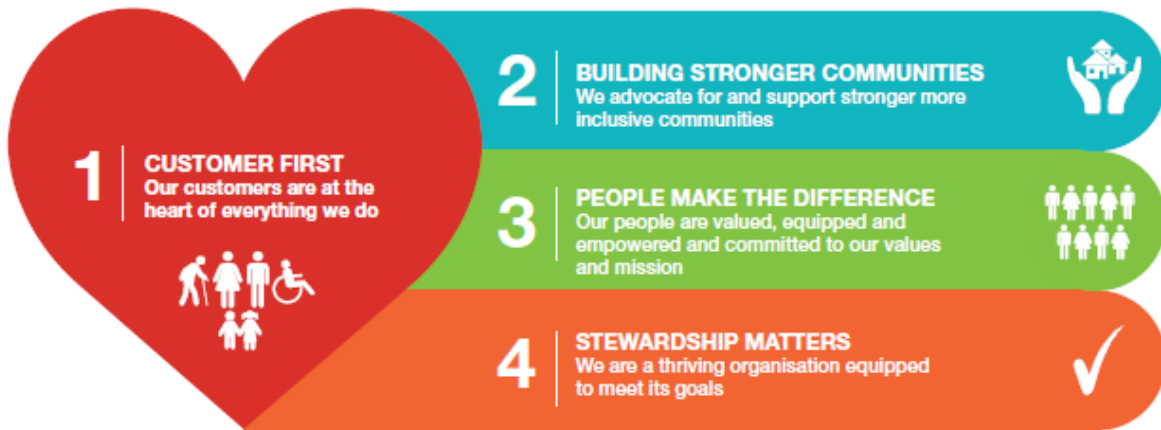 1
CUSTOMER FIRST
Our customers are at the
heart of everything we do
2
BUILDING STRONGER COMMUNITIES
We advocate for and support stronger more
inclusive communities
3
PEOPLE MAKE THE DIFFERENCE
Our people are valued, equipped and
empowered and committed to our values
and mission
4
STEWARDSHIP MATTERS
We are a thriving organisation equipped
to meet its goals